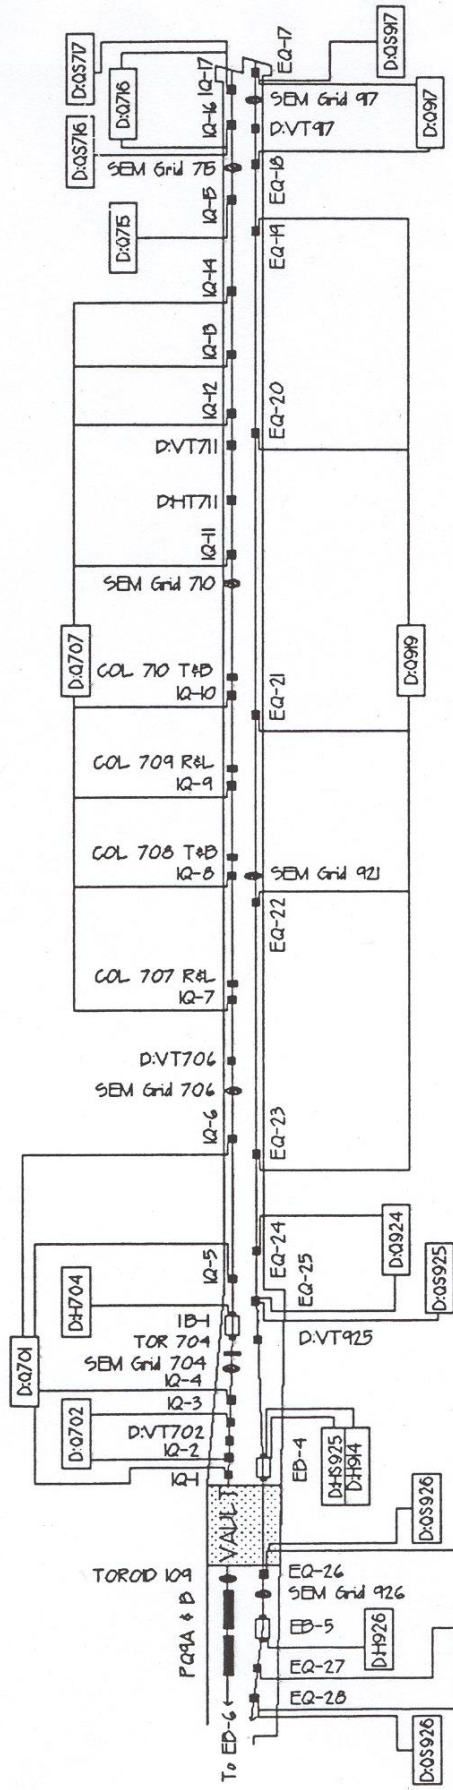 D:Q701
D:Q702
D:H704
D:Q707
D:Q715
D:QS716
D:Q716
D:QS717
To EB-6
PQ9A & B
TOROID 109
VAULT
IQ-1
IQ-2
D:VT702
IQ-3
IQ-4
SEM Grid 704
TOR 704
IB-1
IQ-5
IQ-6
SEM Grid 706
D:VT706
IQ-7
COL 707 R&L
IQ-8
COL 708 T&B
IQ-9
COL 709 R&L
IQ-10
COL 710 T&B
SEM Grid 710
IQ-11
D:HT711
D:VT711
IQ-12
IQ-13
IQ-14
IQ-15
SEM Grid 715
IQ-16
IQ-17
EQ-28
EQ-27
EB-5
SEM Grid 926
EQ-26
EB-4
D:VT925
EQ-25
EQ-24
EQ-23
EQ-22
SEM Grid 921
EQ-21
EQ-20
EQ-19
EQ-18
D:VT917
SEM Grid 917
EQ-17
D:QS926
D:H926
D:QS926
D:HS925
D:H914
D:QS925
D:Q924
D:Q919
D:Q917
D:QS917